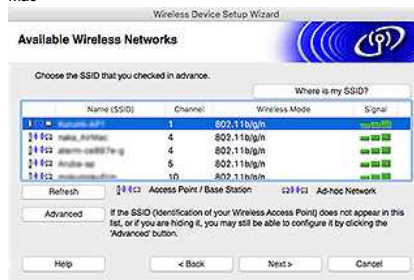 Mac
Wireless Device Setup Wizard
Available Wireless Networks
Choose the SSID that you checked in advance.
Where is my SSID?
Name (SSID) Channel Wireless Mode Signal
1 802.11b/g/n
4 802.11b/g/n
4 802.11b/g/n
5 802.11b/g/n
10 802.11b/g/n
Refresh Access Point / Base Station Ad-hoc Network
Advanced If the SSID (Identification of your Wireless Access Point) does not appear in this
list, or if you are hiding it, you may still be able to configure it by clicking the
'Advanced' button.
Help < Back Next > Cancel